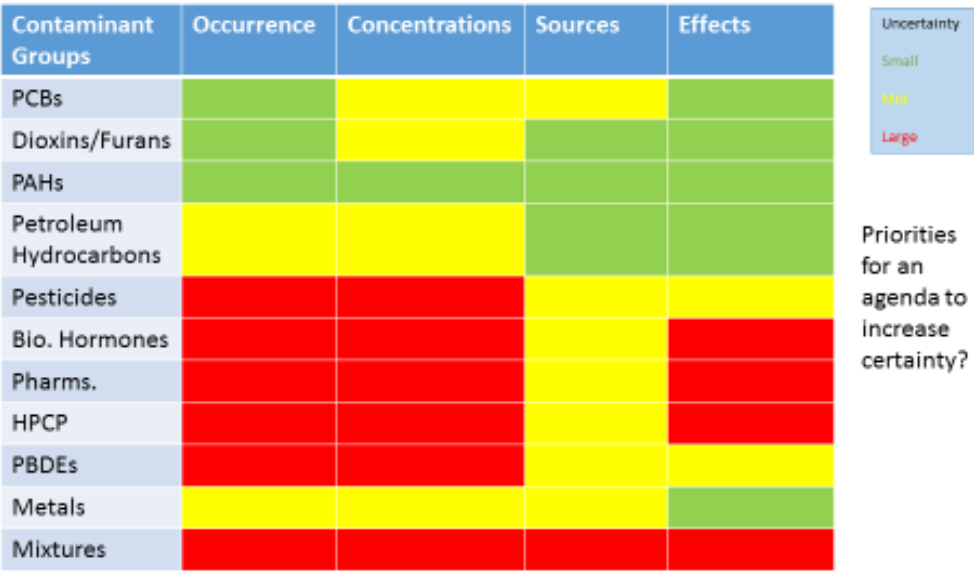 Contaminant Groups Occurrence Concentrations Sources Effects
PCBs
Dioxins/Furans
PAHs
Petroleum
Hydrocarbons
Pesticides
Bio. Hormones
Pharms.
HPCP
PBDEs
Metals
Mixtures
Uncertainty
Small
Mid
Large
Priorities
for an
agenda to
increase
certainty?